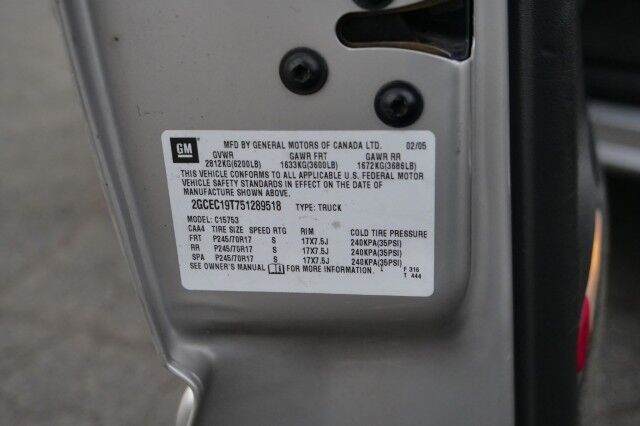 GM MFD BY GENERAL MOTORS OF CANADA LTD. 02/05
GVWR GAWR FRT GAWR RR
2812KG(6200LB) 1633KG(3600LB) 1672KG(3686LB)
THIS VEHICLE CONFORMS TO ALL APPLICABLE U.S. FEDERAL MOTOR
VEHICLE SAFETY STANDARDS IN EFFECT ON THE DATE OF
MANUFACTURE SHOWN ABOVE.
2GCEC19T751289518 TYPE: TRUCK
MODEL: C15753
CAA4 TIRE SIZE SPEED RTG RIM COLD TIRE PRESSURE
FRT P245/70R17 S 17X7.5J 240KPA(35PSI)
RR P245/70R17 S 17X7.5J 240KPA(35PSI)
SPA P245/70R17 S 17X7.5J 240KPA(35PSI)
SEE OWNER'S MANUAL FOR MORE INFORMATION. F 316
T 444